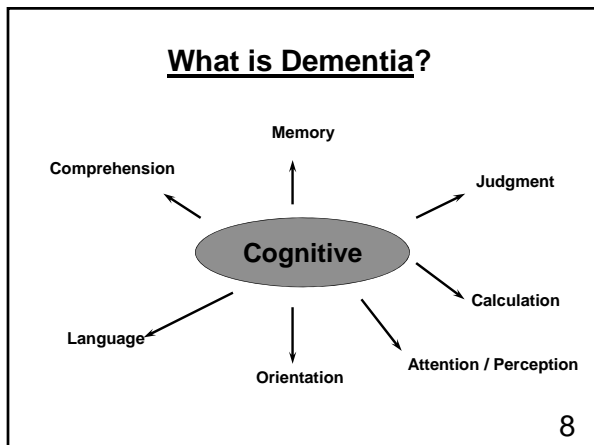 What is Dementia?
Memory
Comprehension
Judgment
Cognitive
Calculation
Language
Attention / Perception
Orientation
8